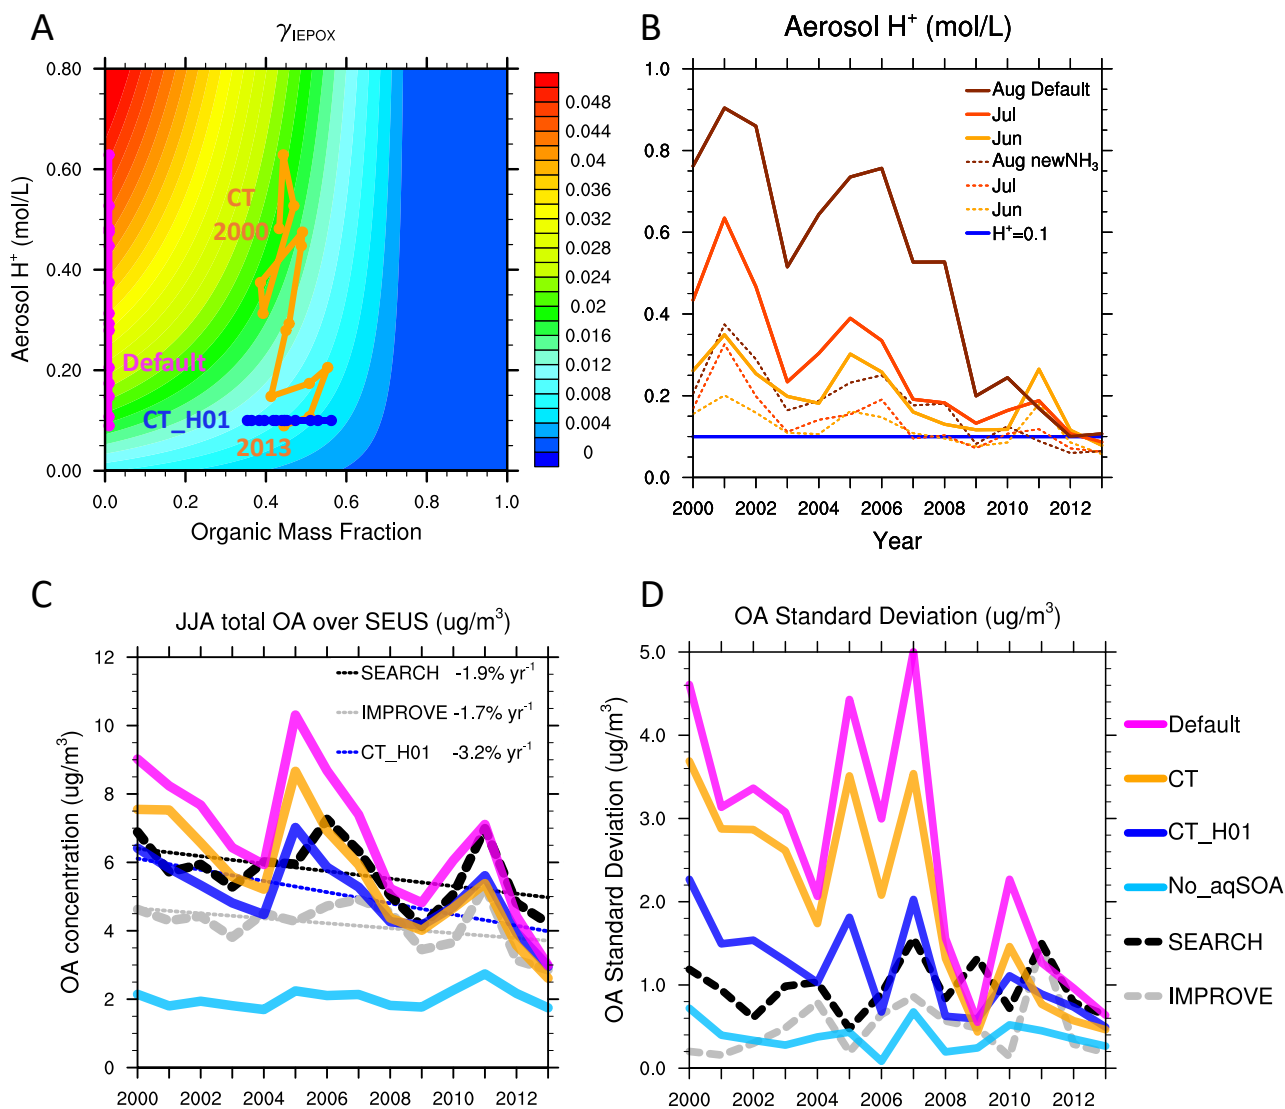 A
γIEPOX
0.80
0.60
0.40
0.20
0.00
Aerosol H+ (mol/L)
CT
2000
Default
CT_H01
2013
0.0 0.2 0.4 0.6 0.8 1.0
Organic Mass Fraction
0.048
0.044
0.04
0.036
0.032
0.028
0.024
0.02
0.016
0.012
0.008
0.004
0
B
Aerosol H+ (mol/L)
1.0
0.8
0.6
0.4
0.2
0.0
Aug Default
Jul
Jun
Aug newNH3
Jul
Jun
H+=0.1
2000 2002 2004 2006 2008 2010 2012
Year
C
JJA total OA over SEUS (ug/m3)
12
10
8
6
4
2
0
OA concentration (ug/m3)
SEARCH -1.9% yr-1
IMPROVE -1.7% yr-1
CT_H01 -3.2% yr-1
2000 2002 2004 2006 2008 2010 2012
D
OA Standard Deviation (ug/m3)
5.0
4.0
3.0
2.0
1.0
0.0
OA Standard Deviation (ug/m3)
2000 2002 2004 2006 2008 2010 2012
Default
CT
CT_H01
No_aqSOA
SEARCH
IMPROVE